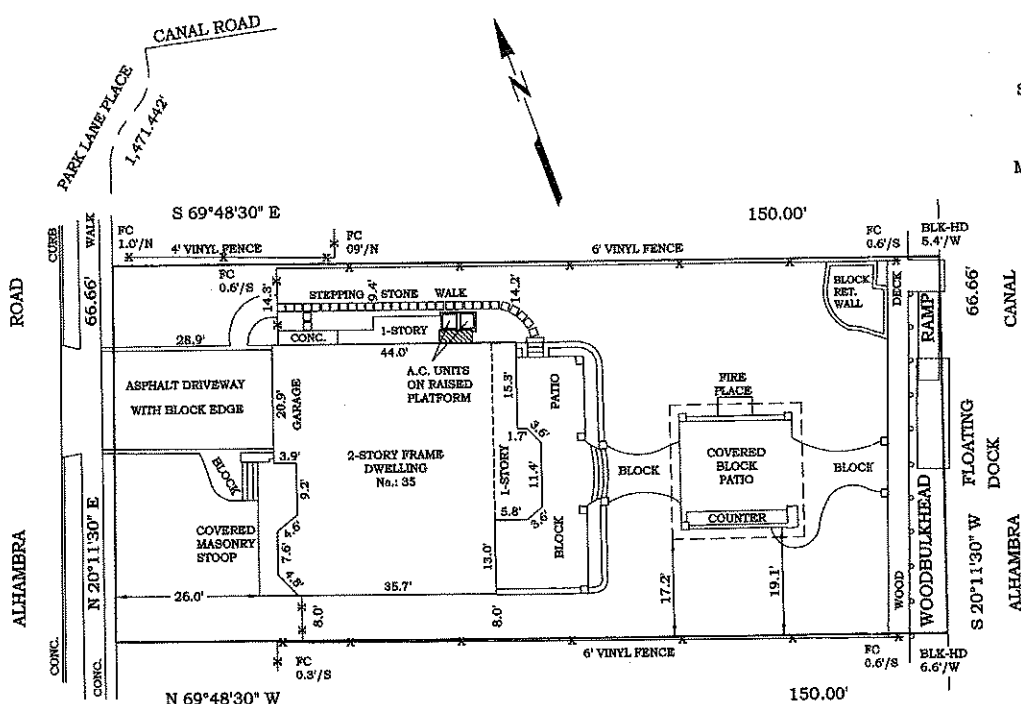 CANAL ROAD
PARK LANE PLACE
1,471.442'
N
S
M
S 69°48'30" E
150.00'
CURB
WALK
FC
1.0'/N
4' VINYL FENCE
FC
09'/N
6' VINYL FENCE
FC
0.6'/S
BLK-HD
5.4'/W
FC
0.6'/S
ROAD
66.66'
14.3'
STEPPING STONE WALK
9.4'
14.2'
BLOCK
RET.
WALL
DECK
RAMP
66.66'
CANAL
28.9'
CONC.
1-STORY
44.0'
A.C. UNITS
ON RAISED
PLATFORM
ASPHALT DRIVEWAY
WITH BLOCK EDGE
20.9'
GARAGE
15.3'
PATIO
FIRE
PLACE
3.9'
2-STORY FRAME
DWELLING
No.: 35
1.7'
3.6'
1-STORY
11.4'
5.8'
3.6'
BLOCK
COVERED
BLOCK
PATIO
BLOCK
FLOATING
DOCK
BLOCK
9.2'
4.6'
7.6'
4.8'
COVERED
MASONRY
STOOP
COUNTER
BLOCK
13.0'
17.2'
19.1'
ALHAMBRA
N 20°11'30" E
26.0'
35.7'
8.0'
8.0'
WOOD
WOODBULKHEAD
S 20°11'30" W
ALHAMBRA
CONC.
CONC.
FC
0.3'/S
6' VINYL FENCE
FC
0.6'/S
BLK-HD
6.6'/W
N 69°48'30" W
150.00'